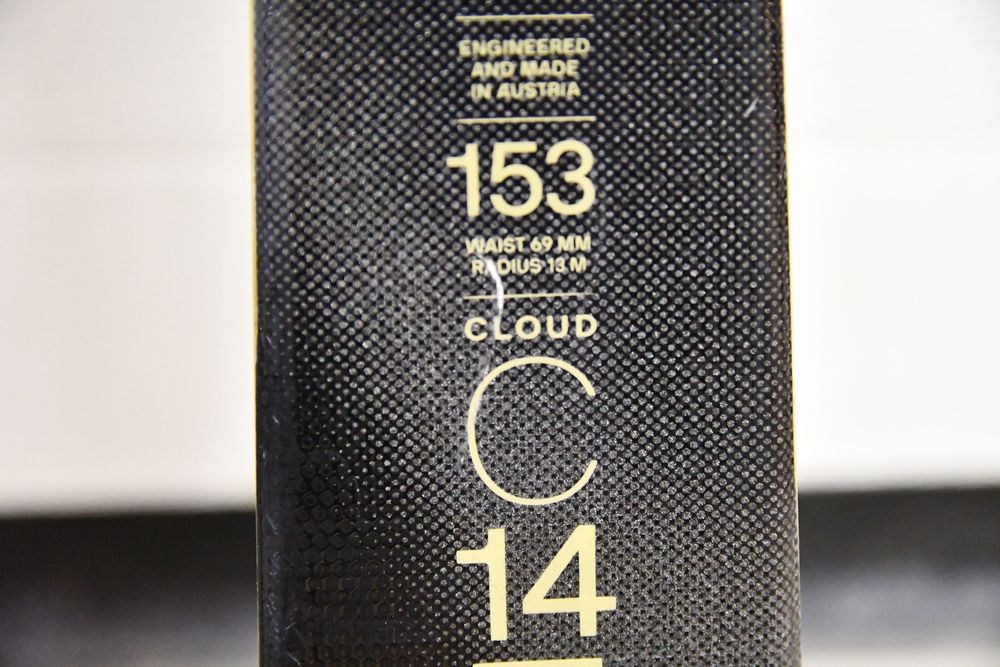 ENGINEERED
AND MADE
IN AUSTRIA
153
WAIST 69 MM
RADIUS 13 M
CLOUD
C
14